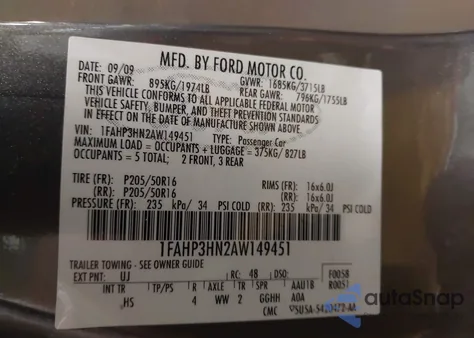 MFD. BY FORD MOTOR CO.
DATE: 09/09 GVWR: 1685KG/3715LB
FRONT GAWR: 895KG/1974LB REAR GAWR: 796KG/1755LB
THIS VEHICLE CONFORMS TO ALL APPLICABLE FEDERAL MOTOR
VEHICLE SAFETY, BUMPER, AND THEFT PREVENTION STANDARDS
IN EFFECT ON THE DATE OF MANUFACTURE SHOWN ABOVE.
VIN: 1FAHP3HN2AW149451 TYPE: Passenger Car
MAXIMUM LOAD = OCCUPANTS + LUGGAGE = 375KG/ 827LB
OCCUPANTS = 5 TOTAL; 2 FRONT, 3 REAR
TIRE (FR): P205/50R16 RIMS (FR): 16x6.0J
(RR): P205/50R16 (RR): 16x6.0J
PRESSURE (FR): 235 kPa/ 34 PSI COLD (RR): 235 kPa/ 34 PSI COLD
1FAHP3HN2AW149451
TRAILER TOWING - SEE OWNER GUIDE
EXT PNT: UJ RC: 48 DSO: F0058
INT TR TP/PS R AXLE TR SPR AAU1B R0051
HS 4 WW 2 GGHH A0A
CMC
autoSnap